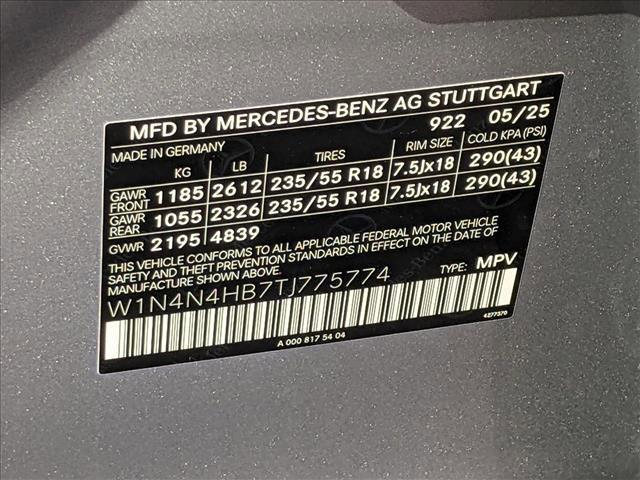 MFD BY MERCEDES-BENZ AG STUTTGART
922 05/25
MADE IN GERMANY
KG LB TIRES RIM SIZE COLD KPA (PSI)
GAWR FRONT 1185 2612 235/55 R18 7.5Jx18 290(43)
GAWR REAR 1055 2326 235/55 R18 7.5Jx18 290(43)
GVWR 2195 4839
THIS VEHICLE CONFORMS TO ALL APPLICABLE FEDERAL MOTOR VEHICLE
SAFETY AND THEFT PREVENTION STANDARDS IN EFFECT ON THE DATE OF
MANUFACTURE SHOWN ABOVE.
W1N4N4HB7TJ775774 TYPE: MPV
A 000 817 54 04
4277370